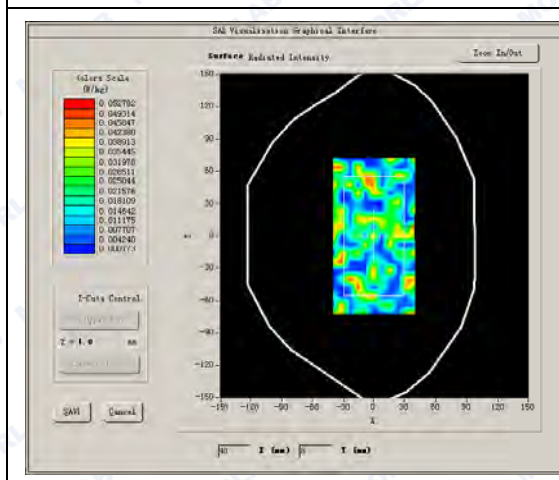 SAR Visualisation Graphical Interface
Surface Radiated Intensity
Zoom In/Out
Colors Scale
(W/kg)
0.052782
0.049314
0.045847
0.042380
0.038913
0.035445
0.031978
0.028511
0.025044
0.021576
0.018109
0.014642
0.011175
0.007707
0.004240
0.000773
150
120
90
60
30
0
-30
-60
-90
-120
-150
-150 -120 -90 -60 -30 0 30 60 90 120 150
X
Z-Cuts Control
Z = 4.0 mm
SAVE
Cancel
X (mm)
Y (mm)